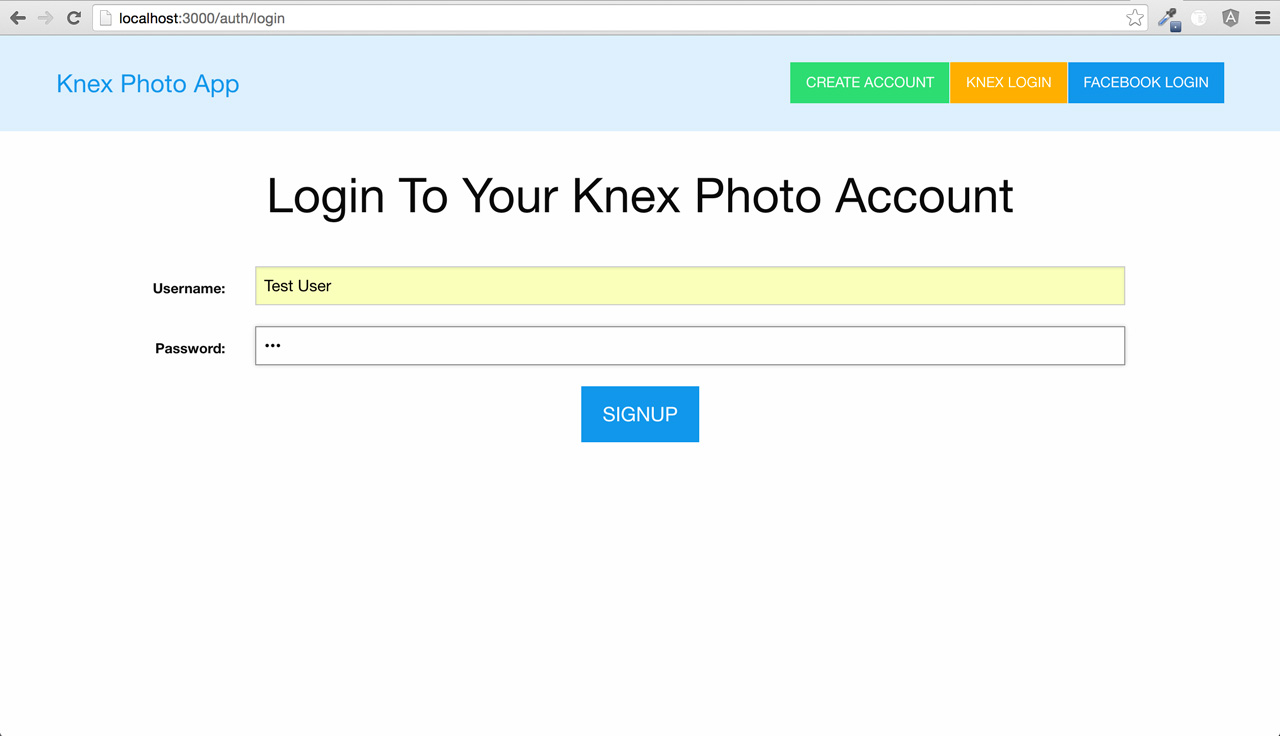 localhost:3000/auth/login
Knex Photo App
CREATE ACCOUNT
KNEX LOGIN
FACEBOOK LOGIN
Login To Your Knex Photo Account
Username:
Test User
Password:
•••
SIGNUP